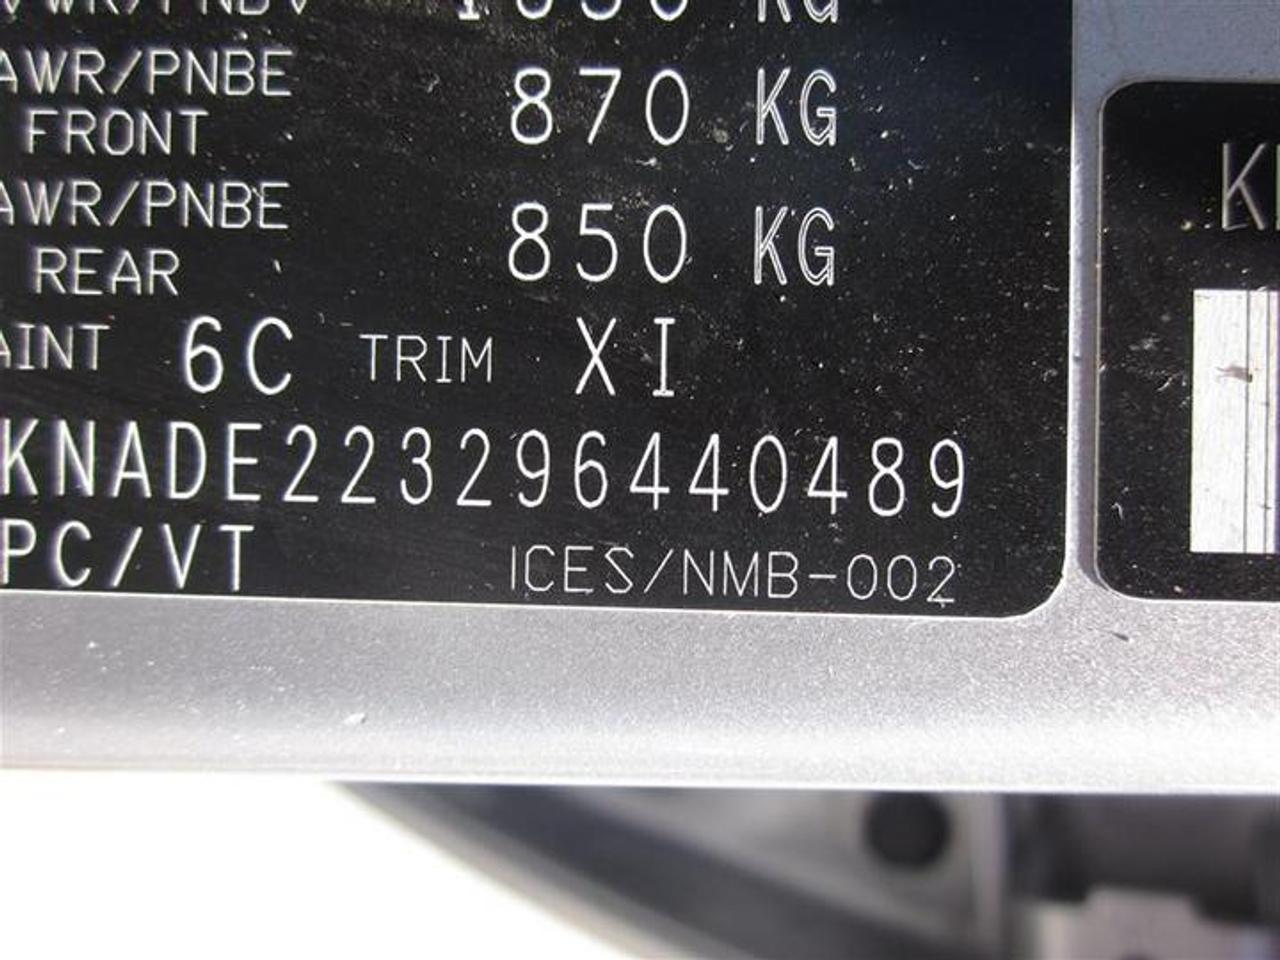 AWR/PNBE
FRONT 870 KG
AWR/PNBE
REAR 850 KG
AINT 6C TRIM XI
KNADE223296440489
PC/VT ICES/NMB-002